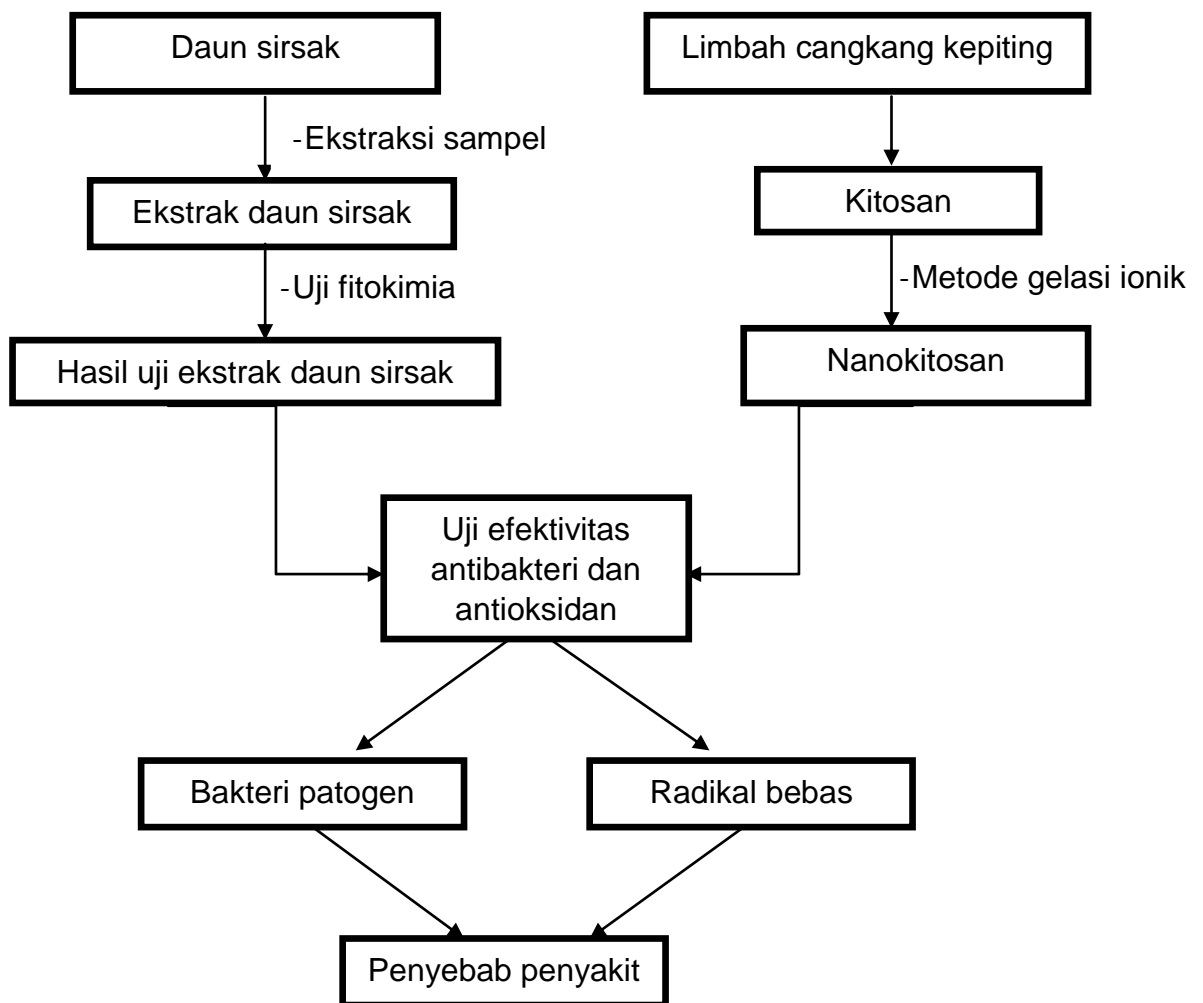 Daun sirsak
Limbah cangkang kepiting
-Ekstraksi sampel
Ekstrak daun sirsak
Kitosan
-Uji fitokimia
-Metode gelasi ionik
Hasil uji ekstrak daun sirsak
Nanokitosan
Uji efektivitas
antibakteri dan
antioksidan
Bakteri patogen
Radikal bebas
Penyebab penyakit